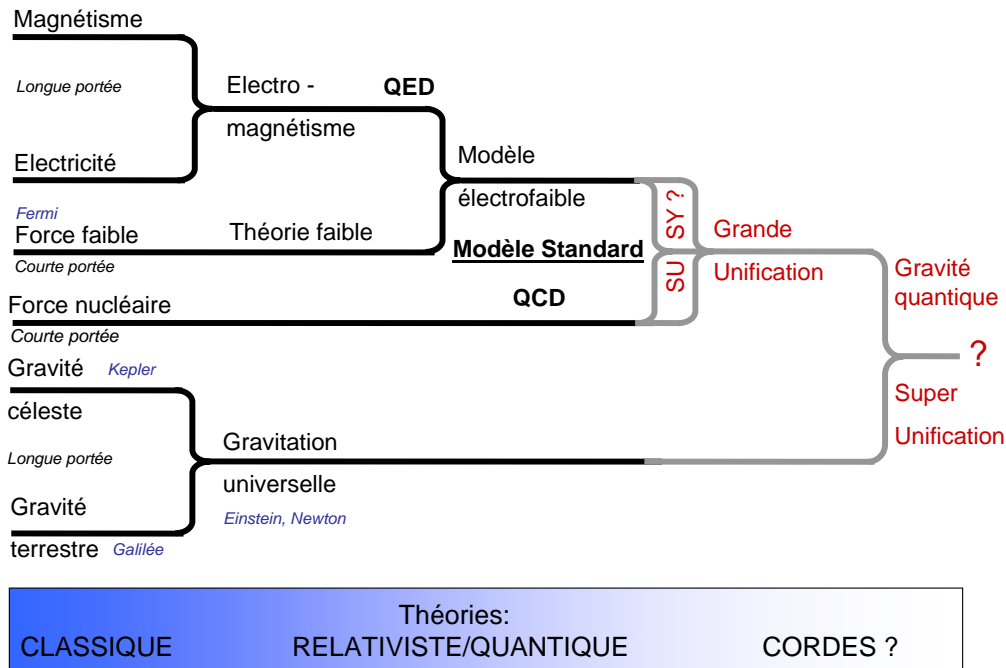 Magnétisme
Longue portée
Electro -
QED
magnétisme
Electricité
Modèle
électrofaible
Fermi
Force faible
Théorie faible
Courte portée
Modèle Standard
SU SY ?
Grande
Unification
Gravité
quantique
Force nucléaire
QCD
Courte portée
?
Gravité Kepler
céleste
Super
Unification
Longue portée
Gravitation
universelle
Einstein, Newton
Gravité
terrestre Galilée
Théories:
CLASSIQUE RELATIVISTE/QUANTIQUE CORDES ?